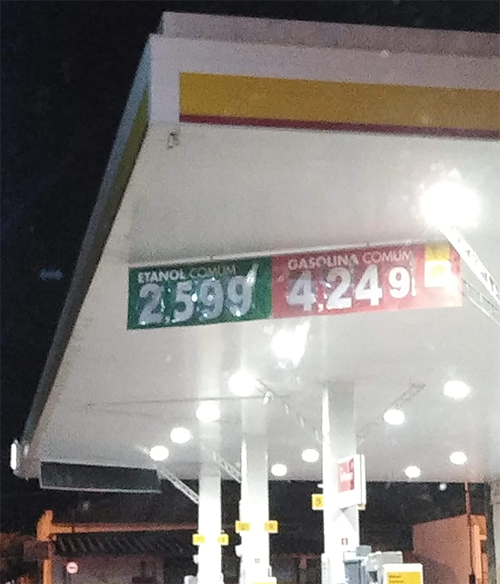 ETANOL COMUM
2,599
GASOLINA COMUM
4,249